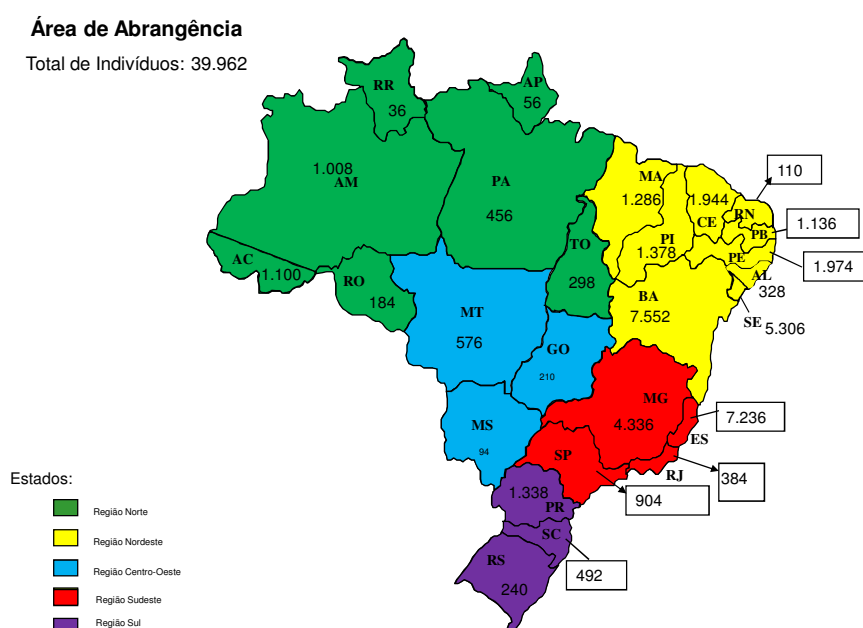 Área de Abrangência
Total de Indivíduos: 39.962
RR
36
AP
56
1.008
AM
PA
456
MA
1.286
1.944
CE
RN
110
PB
1.136
PI
1.378
PE
1.974
AL
328
SE
5.306
TO
298
BA
7.552
AC
1.100
RO
184
MT
576
GO
210
MG
4.336
7.236
ES
MS
94
SP
904
RJ
384
1.338
PR
SC
492
RS
240
Estados:
Região Norte
Região Nordeste
Região Centro-Oeste
Região Sudeste
Região Sul